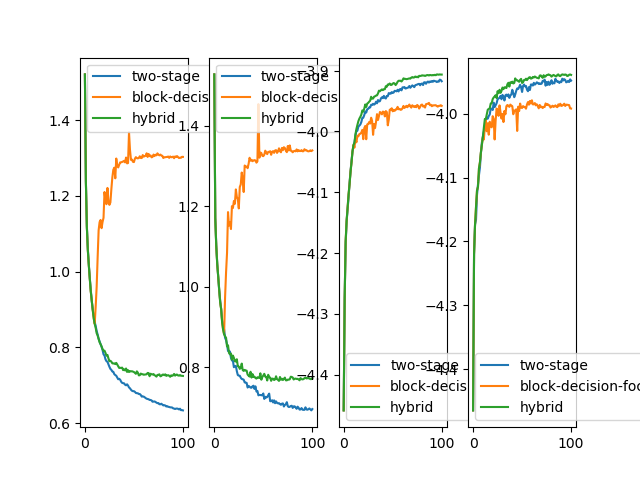 two-stage
block-decis
hybrid
1.4
1.2
1.0
0.8
0.6
0
100
two-stage
block-decis
hybrid
1.4
1.2
1.0
0.8
0
100
−3.9
−4.0
−4.1
−4.2
−4.3
−4.4
two-stage
block-decis
hybrid
0
100
−4.0
−4.1
−4.2
−4.3
−4.4
two-stage
block-decision-foc
hybrid
0
100